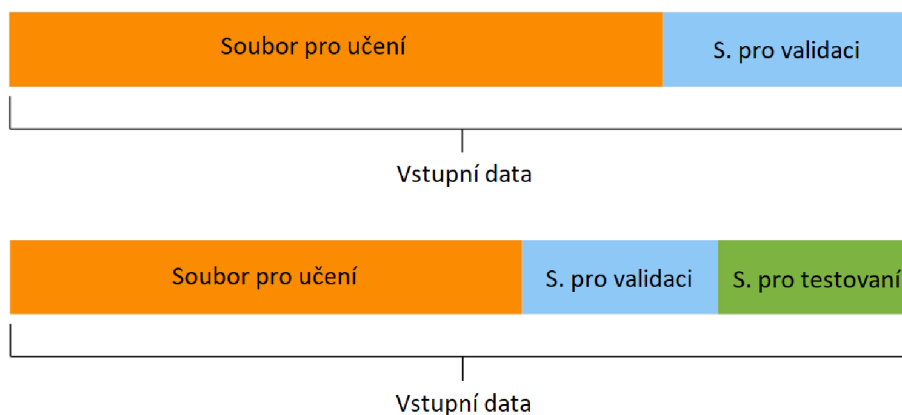 Soubor pro učení
S. pro validaci
Vstupní data
Soubor pro učení
S. pro validaci
S. pro testovaní
Vstupní data